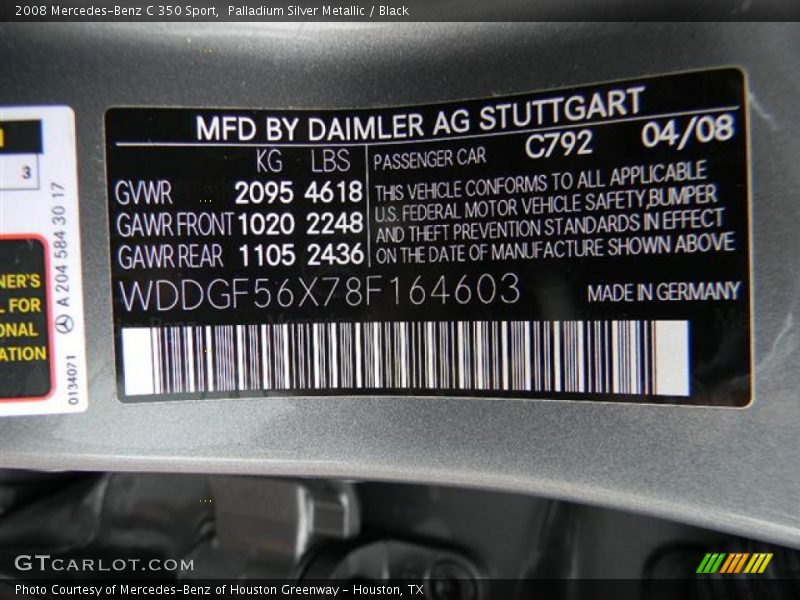 2008 Mercedes-Benz C 350 Sport,  Palladium Silver Metallic / Black
MFD BY DAIMLER AG STUTTGART
KG LBS
PASSENGER CAR C792 04/08
GVWR 2095 4618
GAWR FRONT 1020 2248
GAWR REAR 1105 2436
THIS VEHICLE CONFORMS TO ALL APPLICABLE
U.S. FEDERAL MOTOR VEHICLE SAFETY,BUMPER
AND THEFT PREVENTION STANDARDS IN EFFECT
ON THE DATE OF MANUFACTURE SHOWN ABOVE
WDDGF56X78F164603 MADE IN GERMANY
3
NER'S
L FOR
ONAL
ATION
A 204 584 30 17
0134071
GTCARLOT.COM
Photo Courtesy of Mercedes-Benz of Houston Greenway - Houston, TX